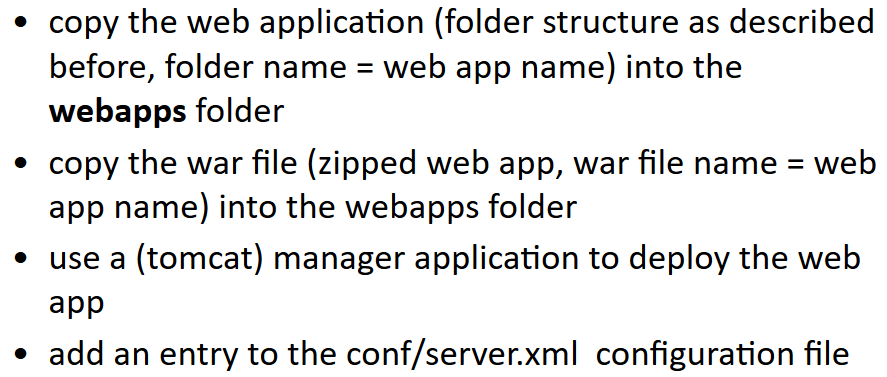 • copy the web application (folder structure as described
before, folder name = web app name) into the
webapps folder
• copy the war file (zipped web app, war file name = web
app name) into the webapps folder
• use a (tomcat) manager application to deploy the web
app
• add an entry to the conf/server.xml  configuration file